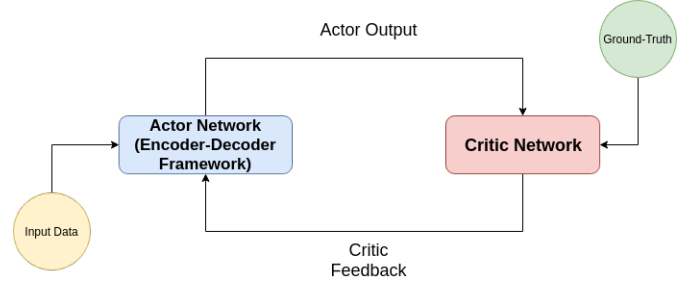 Actor Output
Ground-Truth
Actor Network
(Encoder-Decoder
Framework)
Critic Network
Input Data
Critic
Feedback